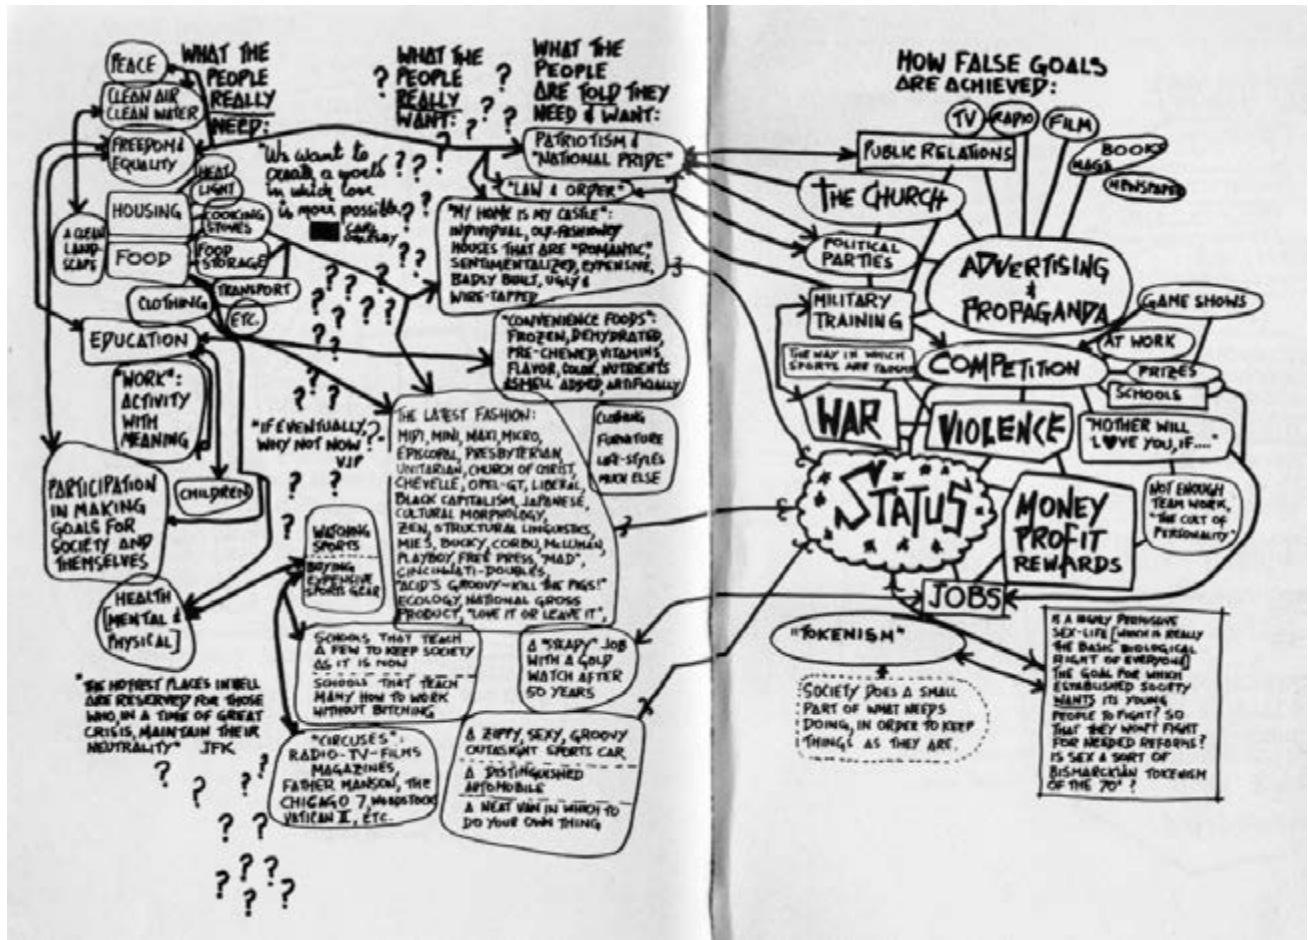 WHAT THE
PEOPLE
REALLY
NEED:
PEACE
CLEAN AIR
CLEAN WATER
FREEDOM &
EQUALITY
HEAT
LIGHT
HOUSING
COOKING
STOVES
A CLEAN
LAND-
SCAPE
FOOD
FOOD
STORAGE
TRANSPORT
CLOTHING
ETC.
EDUCATION
"WORK":
ACTIVITY
WITH
MEANING
PARTICIPATION
IN MAKING
GOALS FOR
SOCIETY AND
THEMSELVES
CHILDREN
HEALTH
[MENTAL &
PHYSICAL]
"THE HOTTEST PLACES IN HELL
ARE RESERVED FOR THOSE
WHO, IN A TIME OF GREAT
CRISIS, MAINTAIN THEIR
NEUTRALITY" JFK
WHAT THE
PEOPLE
REALLY
WANT:
"We want to
create a world
in which love
is more possible."
CARL
OGLESBY
"IF EVENTUALLY,
WHY NOT NOW?"
VJP
WHAT THE
PEOPLE
ARE TOLD THEY
NEED & WANT:
PATRIOTISM &
"NATIONAL PRIDE"
"LAW & ORDER"
"MY HOME IS MY CASTLE":
INDIVIDUAL, OLD-FASHIONED
HOUSES THAT ARE "ROMANTIC",
SENTIMENTALIZED, EXPENSIVE,
BADLY BUILT, UGLY &
WIRE-TAPPED
"CONVENIENCE FOODS":
FROZEN, DEHYDRATED,
PRE-CHEWED, VITAMINS,
FLAVOR, COLOR, NUTRIENTS
& SMELL ADDED, ARTIFICIALLY
THE LATEST FASHION:
MIDI, MINI, MAXI, MICRO,
EPISCOPAL, PRESBYTERIAN,
UNITARIAN, CHURCH OF CHRIST,
CHEVELLE, OPEL-GT, LIBERAL,
BLACK CAPITALISM, JAPANESE,
CULTURAL MORPHOLOGY,
ZEN, STRUCTURAL LINGUISTICS,
MIES, BUCKY, CORBU, McLUHAN,
PLAYBOY, FREE PRESS, "MAD",
CINCINNATI-DOUBLES,
"ACID'S GROOVY—KILL THE PIGS!"
ECOLOGY, NATIONAL GROSS
PRODUCT, "LOVE IT OR LEAVE IT",
CLOTHING
FURNITURE
LIFE-STYLES
MUCH ELSE
WATCHING
SPORTS
BUYING
EXPENSIVE
SPORTS GEAR
SCHOOLS THAT TEACH
A FEW TO KEEP SOCIETY
AS IT IS NOW
SCHOOLS THAT TEACH
MANY HOW TO WORK
WITHOUT BITCHING
A "STEADY" JOB
WITH A GOLD
WATCH AFTER
50 YEARS
"CIRCUSES":
RADIO-TV-FILMS
MAGAZINES,
FATHER MANSON, THE
CHICAGO 7, WOODSTOCK
VATICAN II, ETC.
A ZIPPY, SEXY, GROOVY
OUTASIGHT SPORTS CAR
A DISTINGUISHED
AUTOMOBILE
A NEAT VAN IN WHICH TO
DO YOUR OWN THING
HOW FALSE GOALS
ARE ACHIEVED:
TV
RADIO
FILM
BOOKS
MAGS
NEWSPAPER
PUBLIC RELATIONS
THE CHURCH
POLITICAL
PARTIES
ADVERTISING
&
PROPAGANDA
MILITARY
TRAINING
GAME SHOWS
AT WORK
THE WAY IN WHICH
SPORTS ARE TAUGHT
COMPETITION
PRIZES
SCHOOLS
WAR
VIOLENCE
"MOTHER WILL
L♥VE YOU, IF...."
STATUS
MONEY
PROFIT
REWARDS
NOT ENOUGH
TEAM WORK,
"THE CULT OF
PERSONALITY"
JOBS
"TOKENISM"
SOCIETY DOES A SMALL
PART OF WHAT NEEDS
DOING, IN ORDER TO KEEP
THINGS AS THEY ARE.
IS A HIGHLY PERMISSIVE
SEX-LIFE [WHICH IS REALLY
THE BASIC BIOLOGICAL
RIGHT OF EVERYONE]
THE GOAL FOR WHICH
ESTABLISHED SOCIETY
WANTS ITS YOUNG
PEOPLE TO FIGHT? SO
THAT THEY WON'T FIGHT
FOR NEEDED REFORMS?
IS SEX A SORT OF
BISMARCKIAN TOKENISM
OF THE 70s?